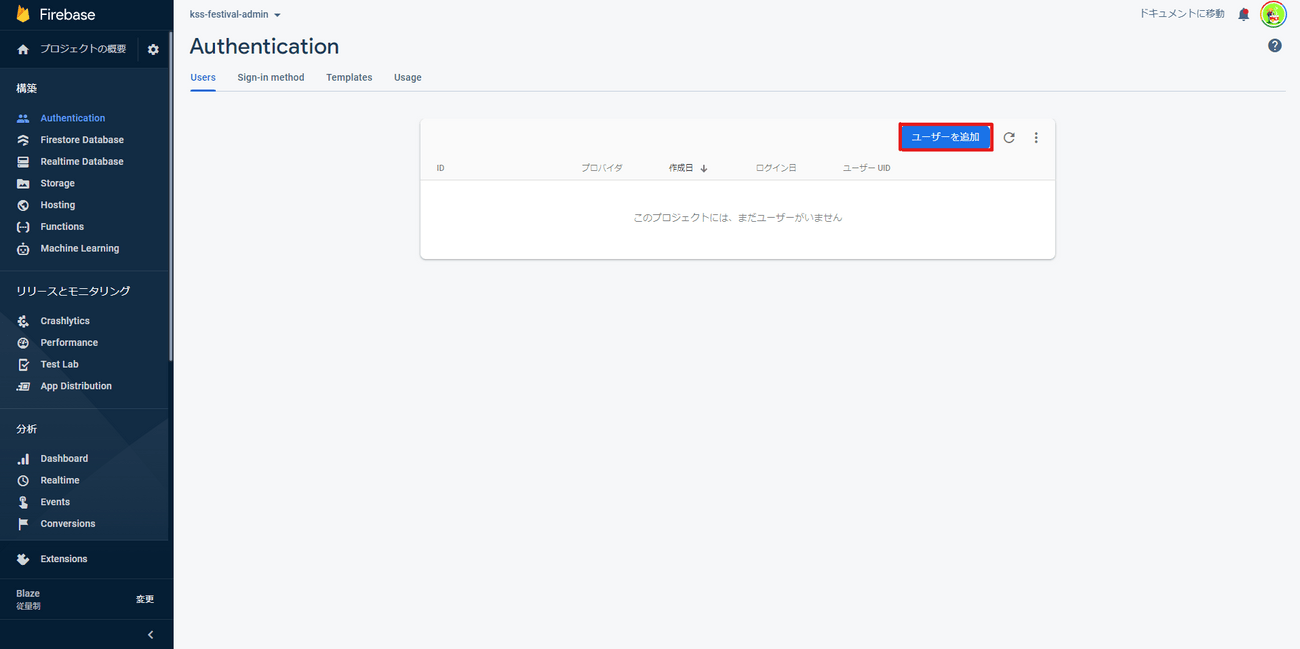 Firebase
プロジェクトの概要
構築
Authentication
Firestore Database
Realtime Database
Storage
Hosting
Functions
Machine Learning
リリースとモニタリング
Crashlytics
Performance
Test Lab
App Distribution
分析
Dashboard
Realtime
Events
Conversions
Extensions
Blaze
従量制
変更
kss-festival-admin
ドキュメントに移動
Authentication
Users Sign-in method Templates Usage
ユーザーを追加
ID プロバイダ 作成日 ログイン日 ユーザー UID
このプロジェクトには、まだユーザーがいません